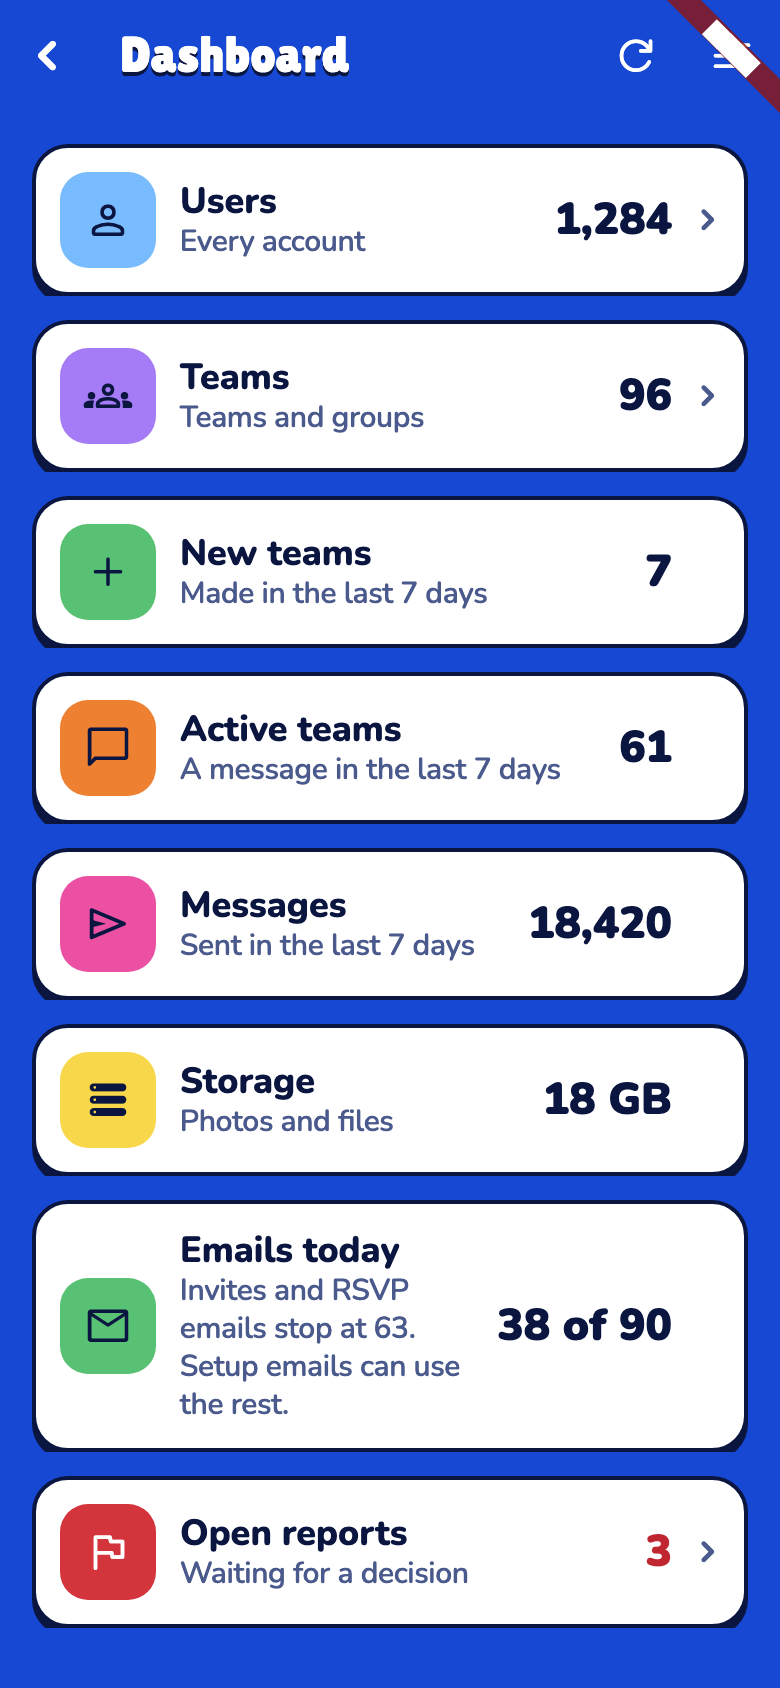 Dashboard
Users
Every account
1,284
Teams
Teams and groups
96
New teams
Made in the last 7 days
7
Active teams
A message in the last 7 days
61
Messages
Sent in the last 7 days
18,420
Storage
Photos and files
18 GB
Emails today
Invites and RSVP
emails stop at 63.
Setup emails can use
the rest.
38 of 90
Open reports
Waiting for a decision
3